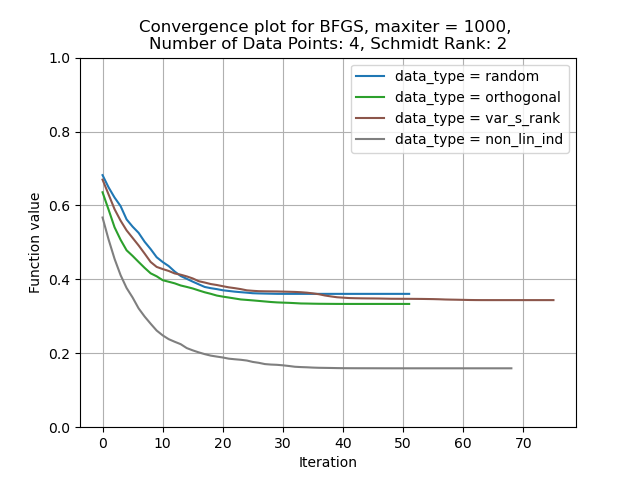 Convergence plot for BFGS, maxiter = 1000,
Number of Data Points: 4, Schmidt Rank: 2
data_type = random
data_type = orthogonal
data_type = var_s_rank
data_type = non_lin_ind
Function value
1.0
0.8
0.6
0.4
0.2
0.0
0 10 20 30 40 50 60 70
Iteration